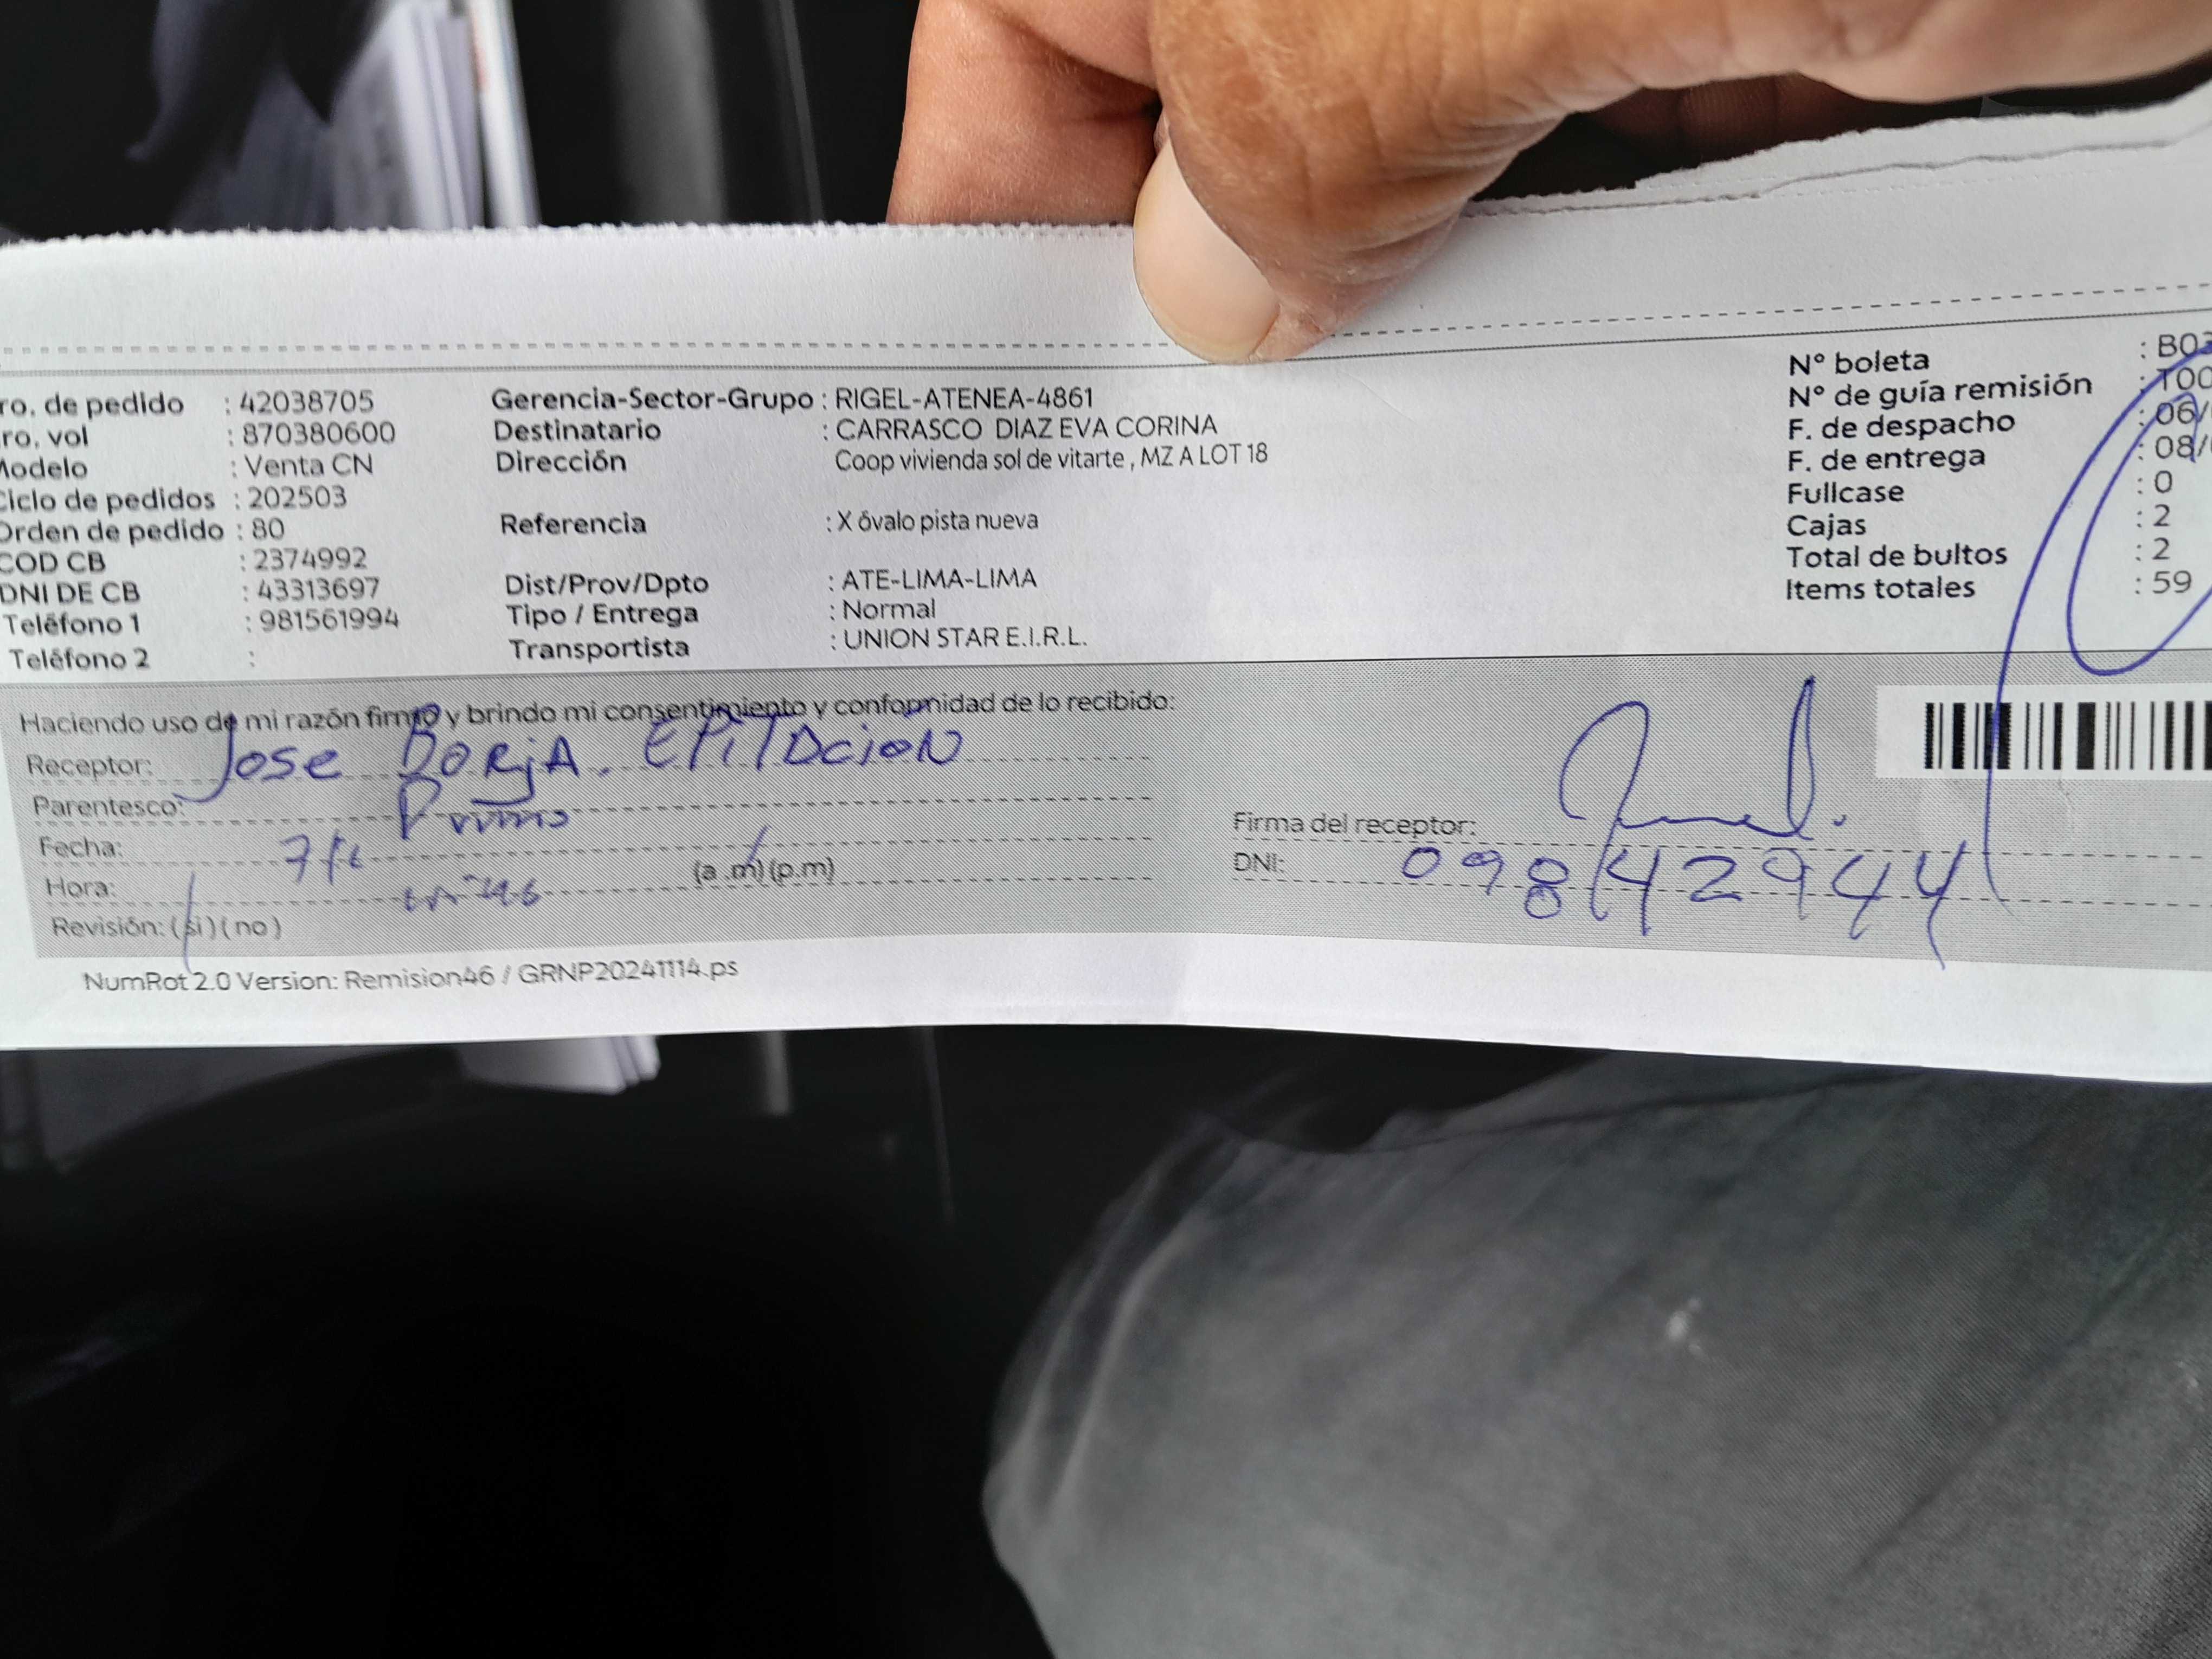 ro. de pedido : 42038705
ro. vol : 870380600
Modelo : Venta CN
Ciclo de pedidos : 202503
Orden de pedido : 80
COD CB : 2374992
DNI DE CB : 43313697
Teléfono 1 : 981561994
Teléfono 2 :
Gerencia-Sector-Grupo : RIGEL-ATENEA-4861
Destinatario : CARRASCO DIAZ EVA CORINA
Dirección Coop vivienda sol de vitarte , MZ A LOT 18
Referencia : X óvalo pista nueva
Dist/Prov/Dpto : ATE-LIMA-LIMA
Tipo / Entrega : Normal
Transportista : UNION STAR E.I.R.L.
N° boleta : B03
N° de guía remisión : T00
F. de despacho : 06/
F. de entrega : 08/
Fullcase : 0
Cajas : 2
Total de bultos : 2
Items totales : 59
Haciendo uso de mi razón firmo y brindo mi consentimiento y conformidad de lo recibido:
Receptor: Jose BORjA. EPiTDciON
Parentesco: Primo
Fecha:
Hora: (a .m) (p.m)
Revisión: (si) ( no )
Firma del receptor:
DNI: 09842944
NumRot 2.0 Version: Remision46 / GRNP20241114.ps